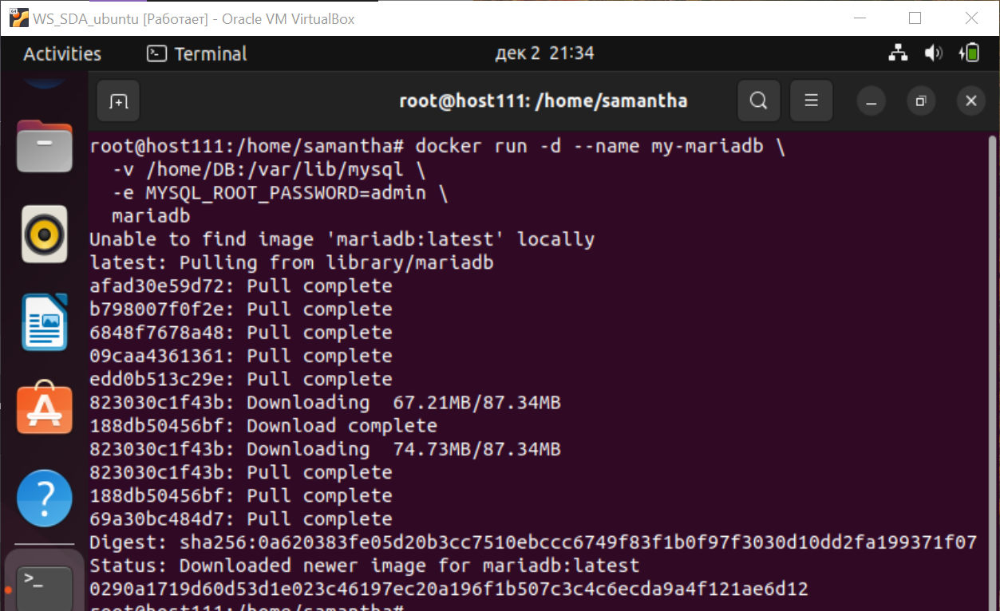 WS_SDA_ubuntu [Работает] - Oracle VM VirtualBox
Activities
Terminal
дек 2 21:34
root@host111: /home/samantha
root@host111:/home/samantha# docker run -d --name my-mariadb \
-v /home/DB:/var/lib/mysql \
-e MYSQL_ROOT_PASSWORD=admin \
mariadb
Unable to find image 'mariadb:latest' locally
latest: Pulling from library/mariadb
afad30e59d72: Pull complete
b798007f0f2e: Pull complete
6848f7678a48: Pull complete
09caa4361361: Pull complete
edd0b513c29e: Pull complete
823030c1f43b: Downloading  67.21MB/87.34MB
188db50456bf: Download complete
823030c1f43b: Downloading  74.73MB/87.34MB
823030c1f43b: Pull complete
188db50456bf: Pull complete
69a30bc484d7: Pull complete
Digest: sha256:0a620383fe05d20b3cc7510ebccc6749f83f1b0f97f3030d10dd2fa199371f07
Status: Downloaded newer image for mariadb:latest
0290a1719d60d53d1e023c46197ec20a196f1b507c3c4c6ecda9a4f121ae6d12
root@host111:/home/samantha#